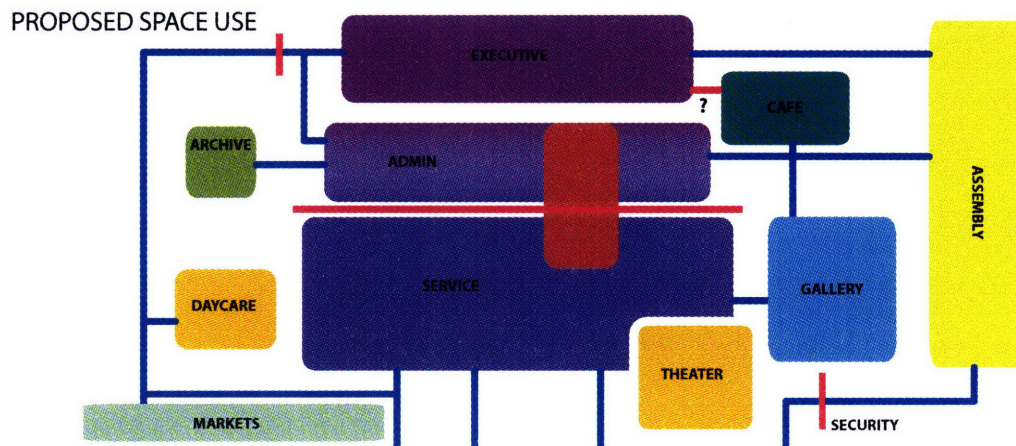 PROPOSED SPACE USE
EXECUTIVE
CAFE
?
ARCHIVE
ADMIN
ASSEMBLY
SERVICE
GALLERY
DAYCARE
THEATER
MARKETS
SECURITY